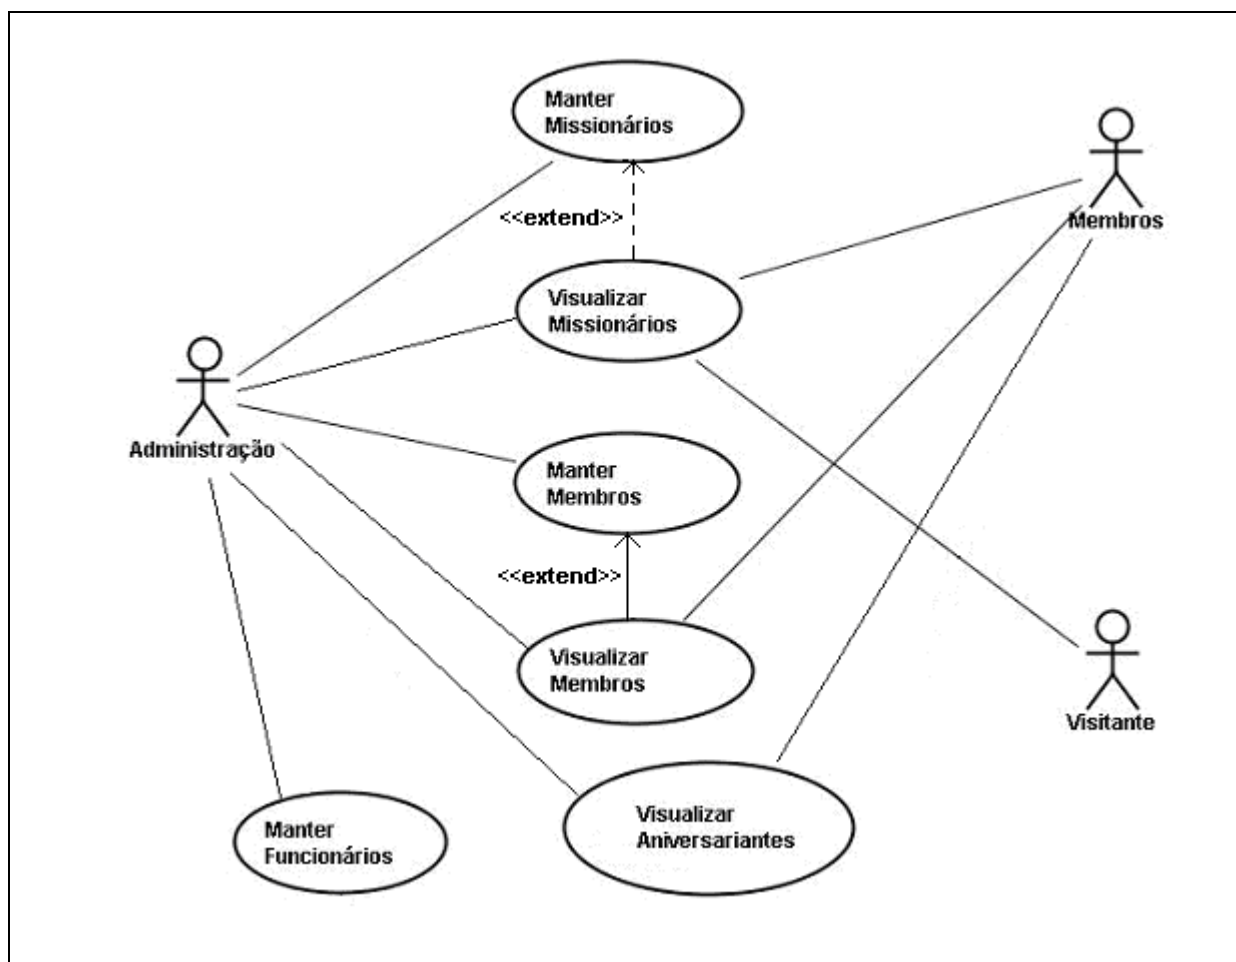 Manter
Missionários
Membros
<<extend>>
Visualizar
Missionários
Administração
Manter
Membros
<<extend>>
Visualizar
Membros
Visitante
Visualizar
Aniversariantes
Manter
Funcionários